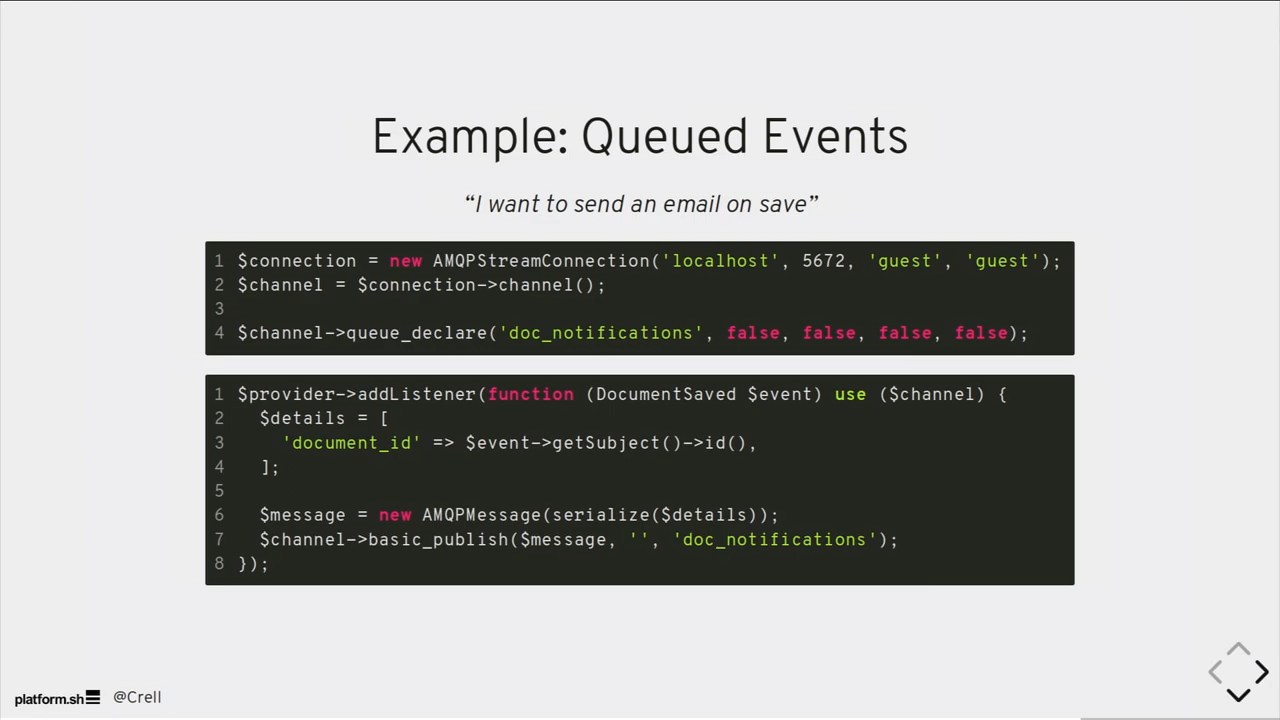 Example: Queued Events
“I want to send an email on save”
1 $connection = new AMQPStreamConnection('localhost', 5672, 'guest', 'guest');
2 $channel = $connection->channel();
3
4 $channel->queue_declare('doc_notifications', false, false, false, false);
1 $provider->addListener(function (DocumentSaved $event) use ($channel) {
2   $details = [
3     'document_id' => $event->getSubject()->id(),
4   ];
5
6   $message = new AMQPMessage(serialize($details));
7   $channel->basic_publish($message, '', 'doc_notifications');
8 });
platform.sh @Crell